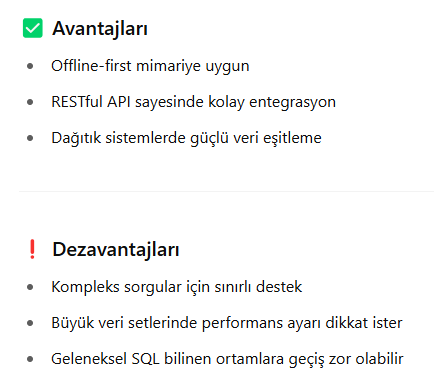 ✅ Avantajları
• Offline-first mimariye uygun
• RESTful API sayesinde kolay entegrasyon
• Dağıtık sistemlerde güçlü veri eşitleme
❗ Dezavantajları
• Kompleks sorgular için sınırlı destek
• Büyük veri setlerinde performans ayarı dikkat ister
• Geleneksel SQL bilinen ortamlara geçiş zor olabilir